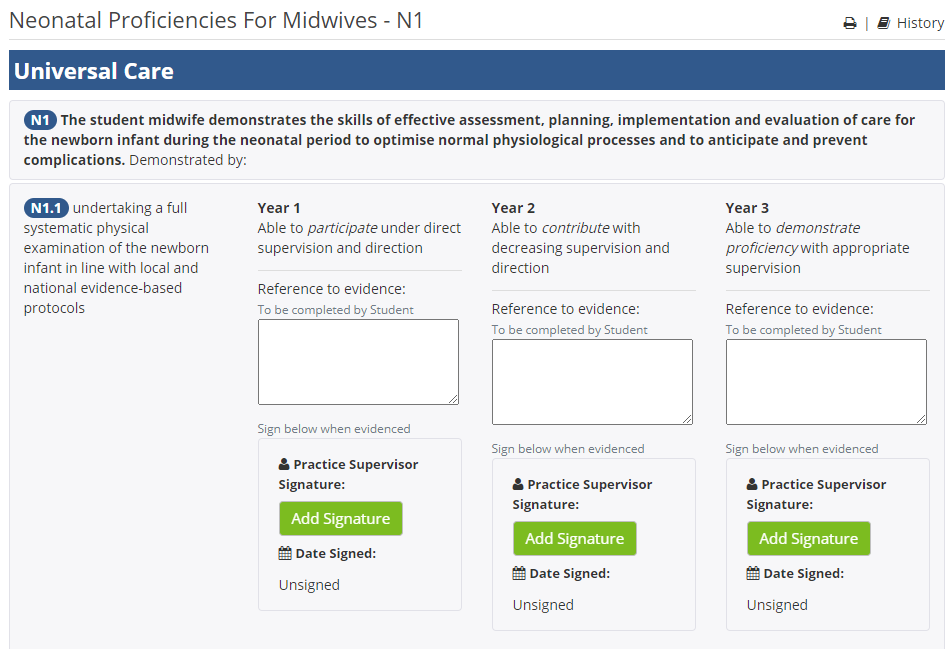 Neonatal Proficiencies For Midwives - N1
| History
Universal Care
N1 The student midwife demonstrates the skills of effective assessment, planning, implementation and evaluation of care for
the newborn infant during the neonatal period to optimise normal physiological processes and to anticipate and prevent
complications. Demonstrated by:
N1.1 undertaking a full
systematic physical
examination of the newborn
infant in line with local and
national evidence-based
protocols
Year 1
Able to participate under direct
supervision and direction
Reference to evidence:
To be completed by Student
Sign below when evidenced
Practice Supervisor
Signature:
Add Signature
Date Signed:
Unsigned
Year 2
Able to contribute with
decreasing supervision and
direction
Reference to evidence:
To be completed by Student
Sign below when evidenced
Practice Supervisor
Signature:
Add Signature
Date Signed:
Unsigned
Year 3
Able to demonstrate
proficiency with appropriate
supervision
Reference to evidence:
To be completed by Student
Sign below when evidenced
Practice Supervisor
Signature:
Add Signature
Date Signed:
Unsigned